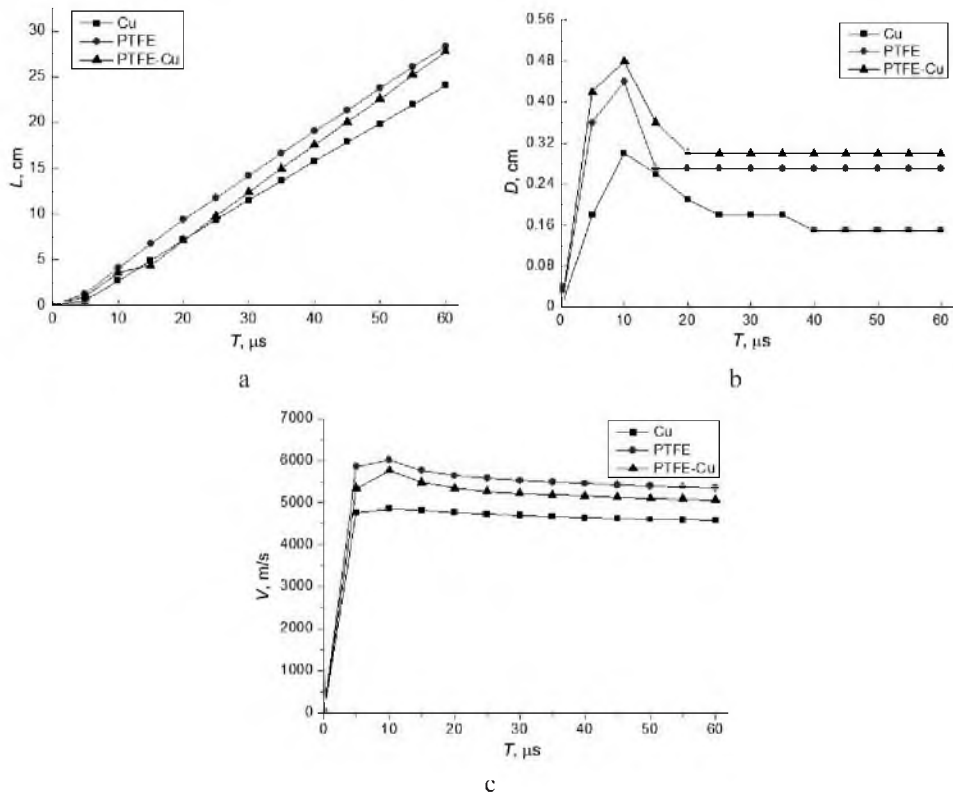 Cu
PTFE
PTFE-Cu
L, cm
30
25
20
15
10
5
0
0 10 20 30 40 50 60
T, μs
a
Cu
PTFE
PTFE-Cu
D, cm
0.56
0.48
0.40
0.32
0.24
0.16
0.08
0
0 10 20 30 40 50 60
T, μs
b
Cu
PTFE
PTFE-Cu
V, m/s
7000
6000
5000
4000
3000
2000
1000
0
0 10 20 30 40 50 60
T, μs
c